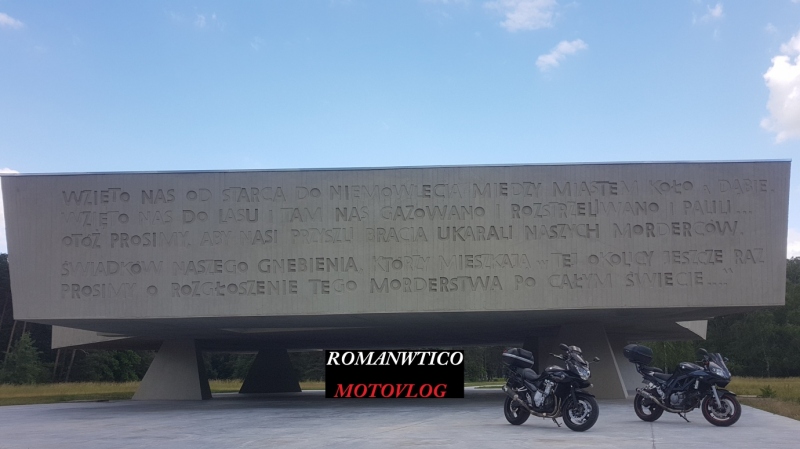 WZIĘTO NAS OD STARCA DO NIEMOWLĘCIA MIĘDZY MIASTEM KOŁO A DĄBIE.
WZIĘTO NAS DO LASU I TAM NAS GAZOWANO I ROZSTRZELIWANO I PALILI...
OTÓŻ PROSIMY, ABY NASI PRZYSZLI BRACIA UKARALI NASZYCH MORDERCÓW.
ŚWIADKÓW NASZEGO GNĘBIENIA, KTÓRZY MIESZKAJĄ W TEJ OKOLICY JESZCZE RAZ
PROSIMY O ROZGŁOSZENIE TEGO MORDERSTWA PO CAŁYM ŚWIECIE...."
ROMANWTICO
MOTOVLOG